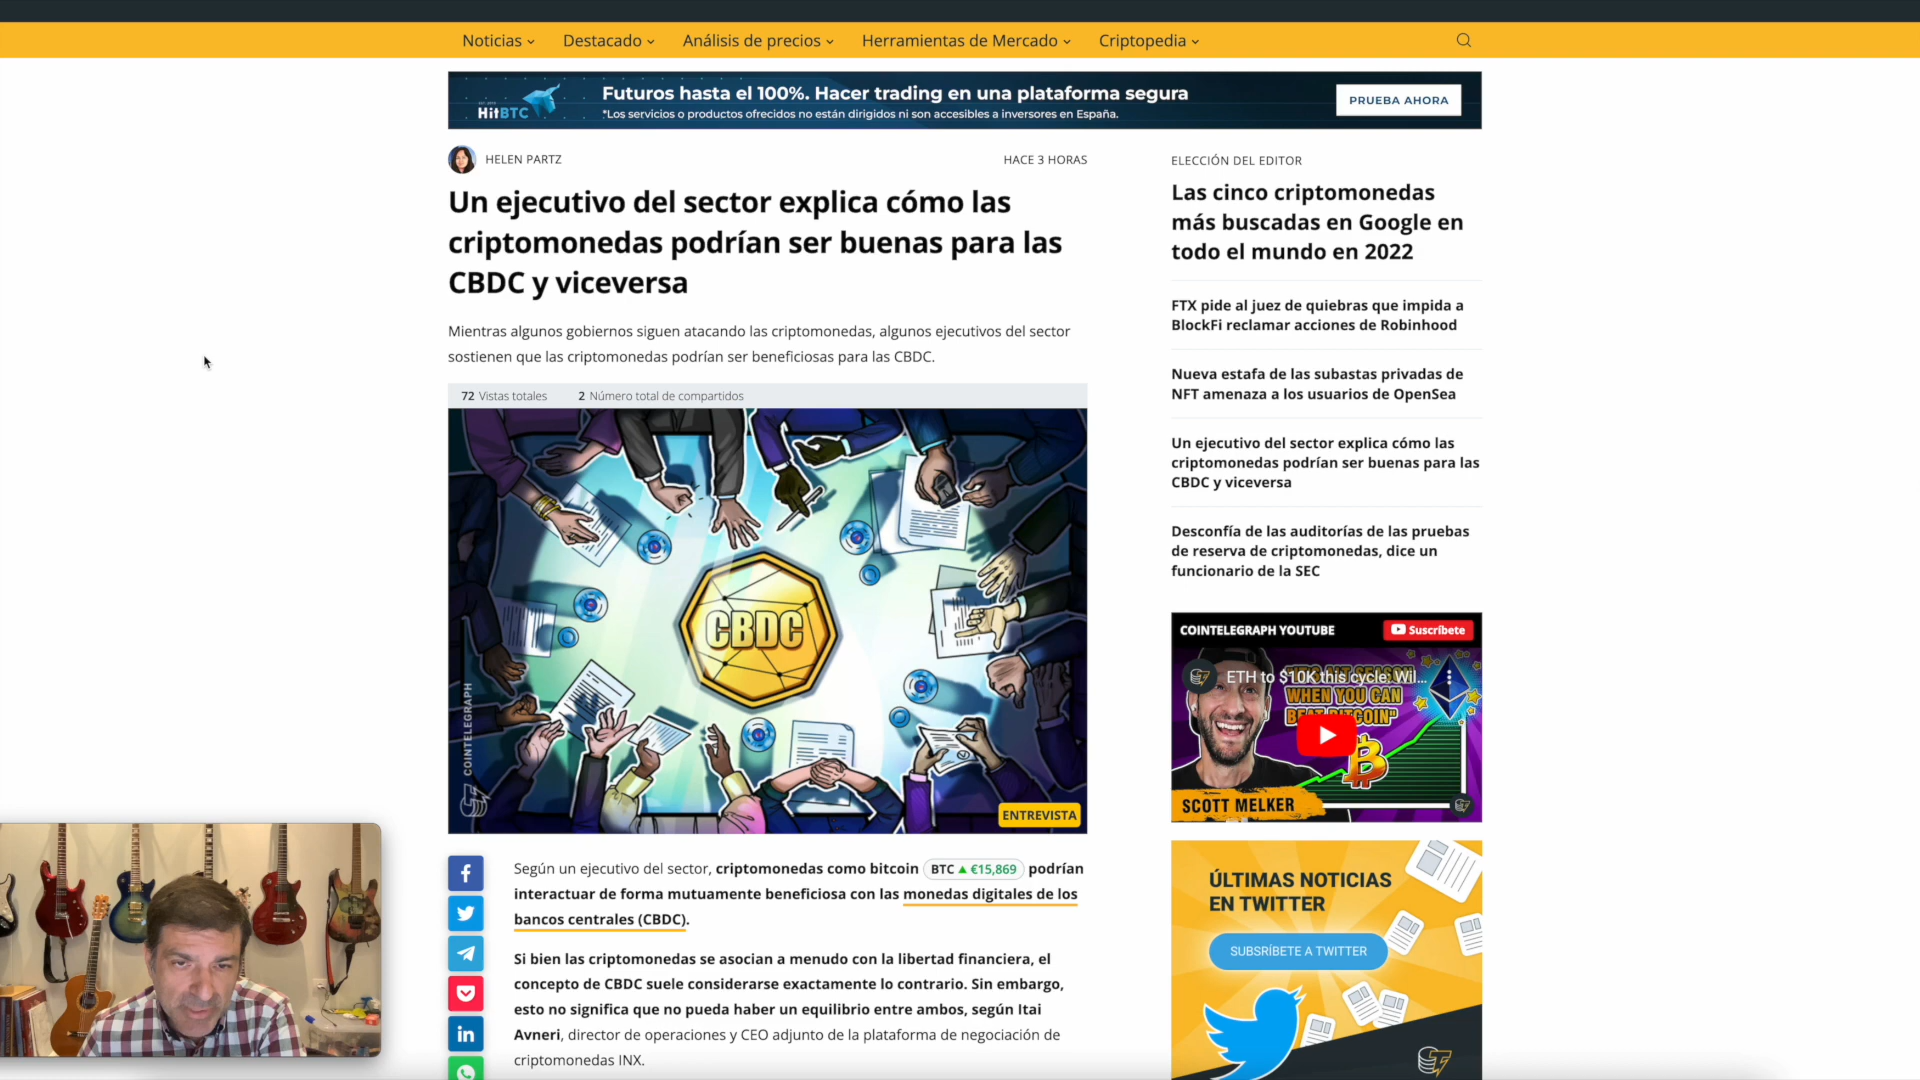 Noticias
Destacado
Análisis de precios
Herramientas de Mercado
Criptopedia
HitBTC
Futuros hasta el 100%. Hacer trading en una plataforma segura
*Los servicios o productos ofrecidos no están dirigidos ni son accesibles a inversores en España.
PRUEBA AHORA
HELEN PARTZ
HACE 3 HORAS
Un ejecutivo del sector explica cómo las
criptomonedas podrían ser buenas para las
CBDC y viceversa
Mientras algunos gobiernos siguen atacando las criptomonedas, algunos ejecutivos del sector
sostienen que las criptomonedas podrían ser beneficiosas para las CBDC.
72 Vistas totales
2 Número total de compartidos
CBDC
COINTELEGRAPH
ENTREVISTA
Según un ejecutivo del sector, criptomonedas como bitcoin BTC ▲ €15,869 podrían
interactuar de forma mutuamente beneficiosa con las monedas digitales de los
bancos centrales (CBDC).
Si bien las criptomonedas se asocian a menudo con la libertad financiera, el
concepto de CBDC suele considerarse exactamente lo contrario. Sin embargo,
esto no significa que no pueda haber un equilibrio entre ambos, según Itai
Avneri, director de operaciones y CEO adjunto de la plataforma de negociación de
criptomonedas INX.
ELECCIÓN DEL EDITOR
Las cinco criptomonedas
más buscadas en Google en
todo el mundo en 2022
FTX pide al juez de quiebras que impida a
BlockFi reclamar acciones de Robinhood
Nueva estafa de las subastas privadas de
NFT amenaza a los usuarios de OpenSea
Un ejecutivo del sector explica cómo las
criptomonedas podrían ser buenas para las
CBDC y viceversa
Desconfía de las auditorías de las pruebas
de reserva de criptomonedas, dice un
funcionario de la SEC
COINTELEGRAPH YOUTUBE
Suscríbete
ETH to $10K this cycle: Wil...
WHEN YOU CAN
BEAT BITCOIN"
SCOTT MELKER
ÚLTIMAS NOTICIAS
EN TWITTER
SUBSRÍBETE A TWITTER